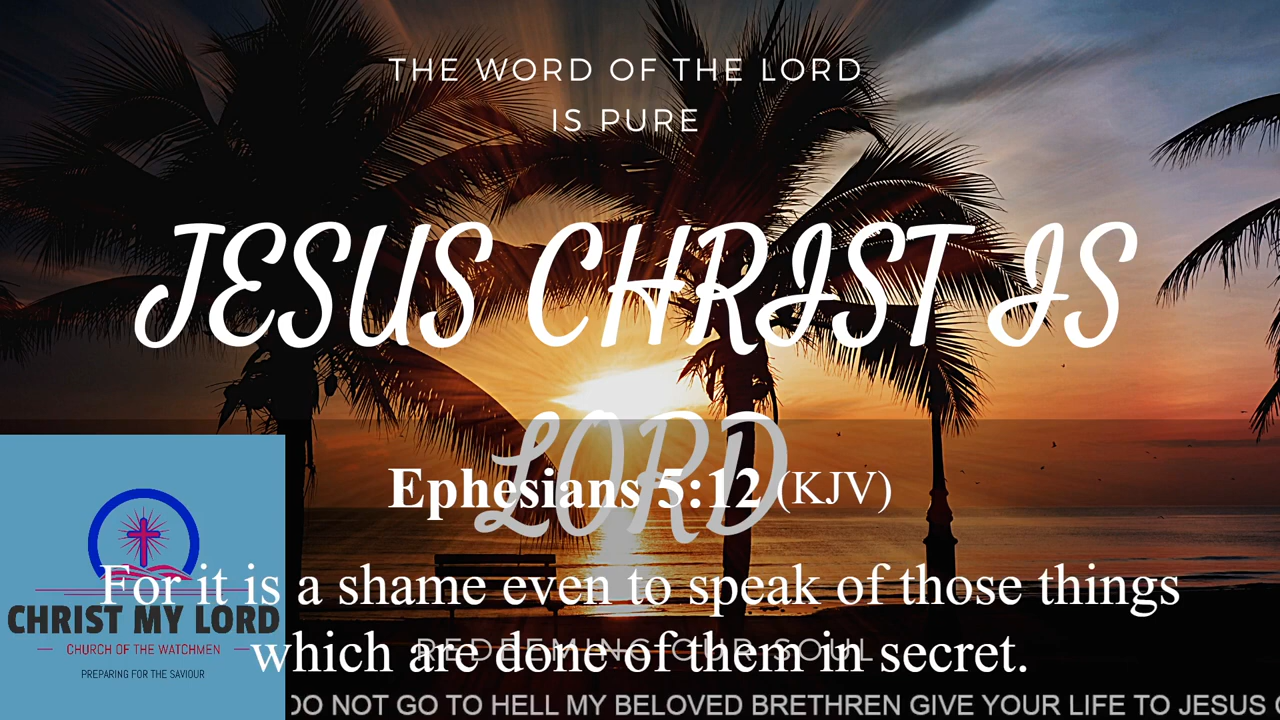 THE WORD OF THE LORD
IS PURE
JESUS CHRIST IS
LORD
Ephesians 5:12 (KJV)
For it is a shame even to speak of those things
which are done of them in secret.
REDEEMING OUR SOUL
CHRIST MY LORD
CHURCH OF THE WATCHMEN
PREPARING FOR THE SAVIOUR
DO NOT GO TO HELL MY BELOVED BRETHREN GIVE YOUR LIFE TO JESUS